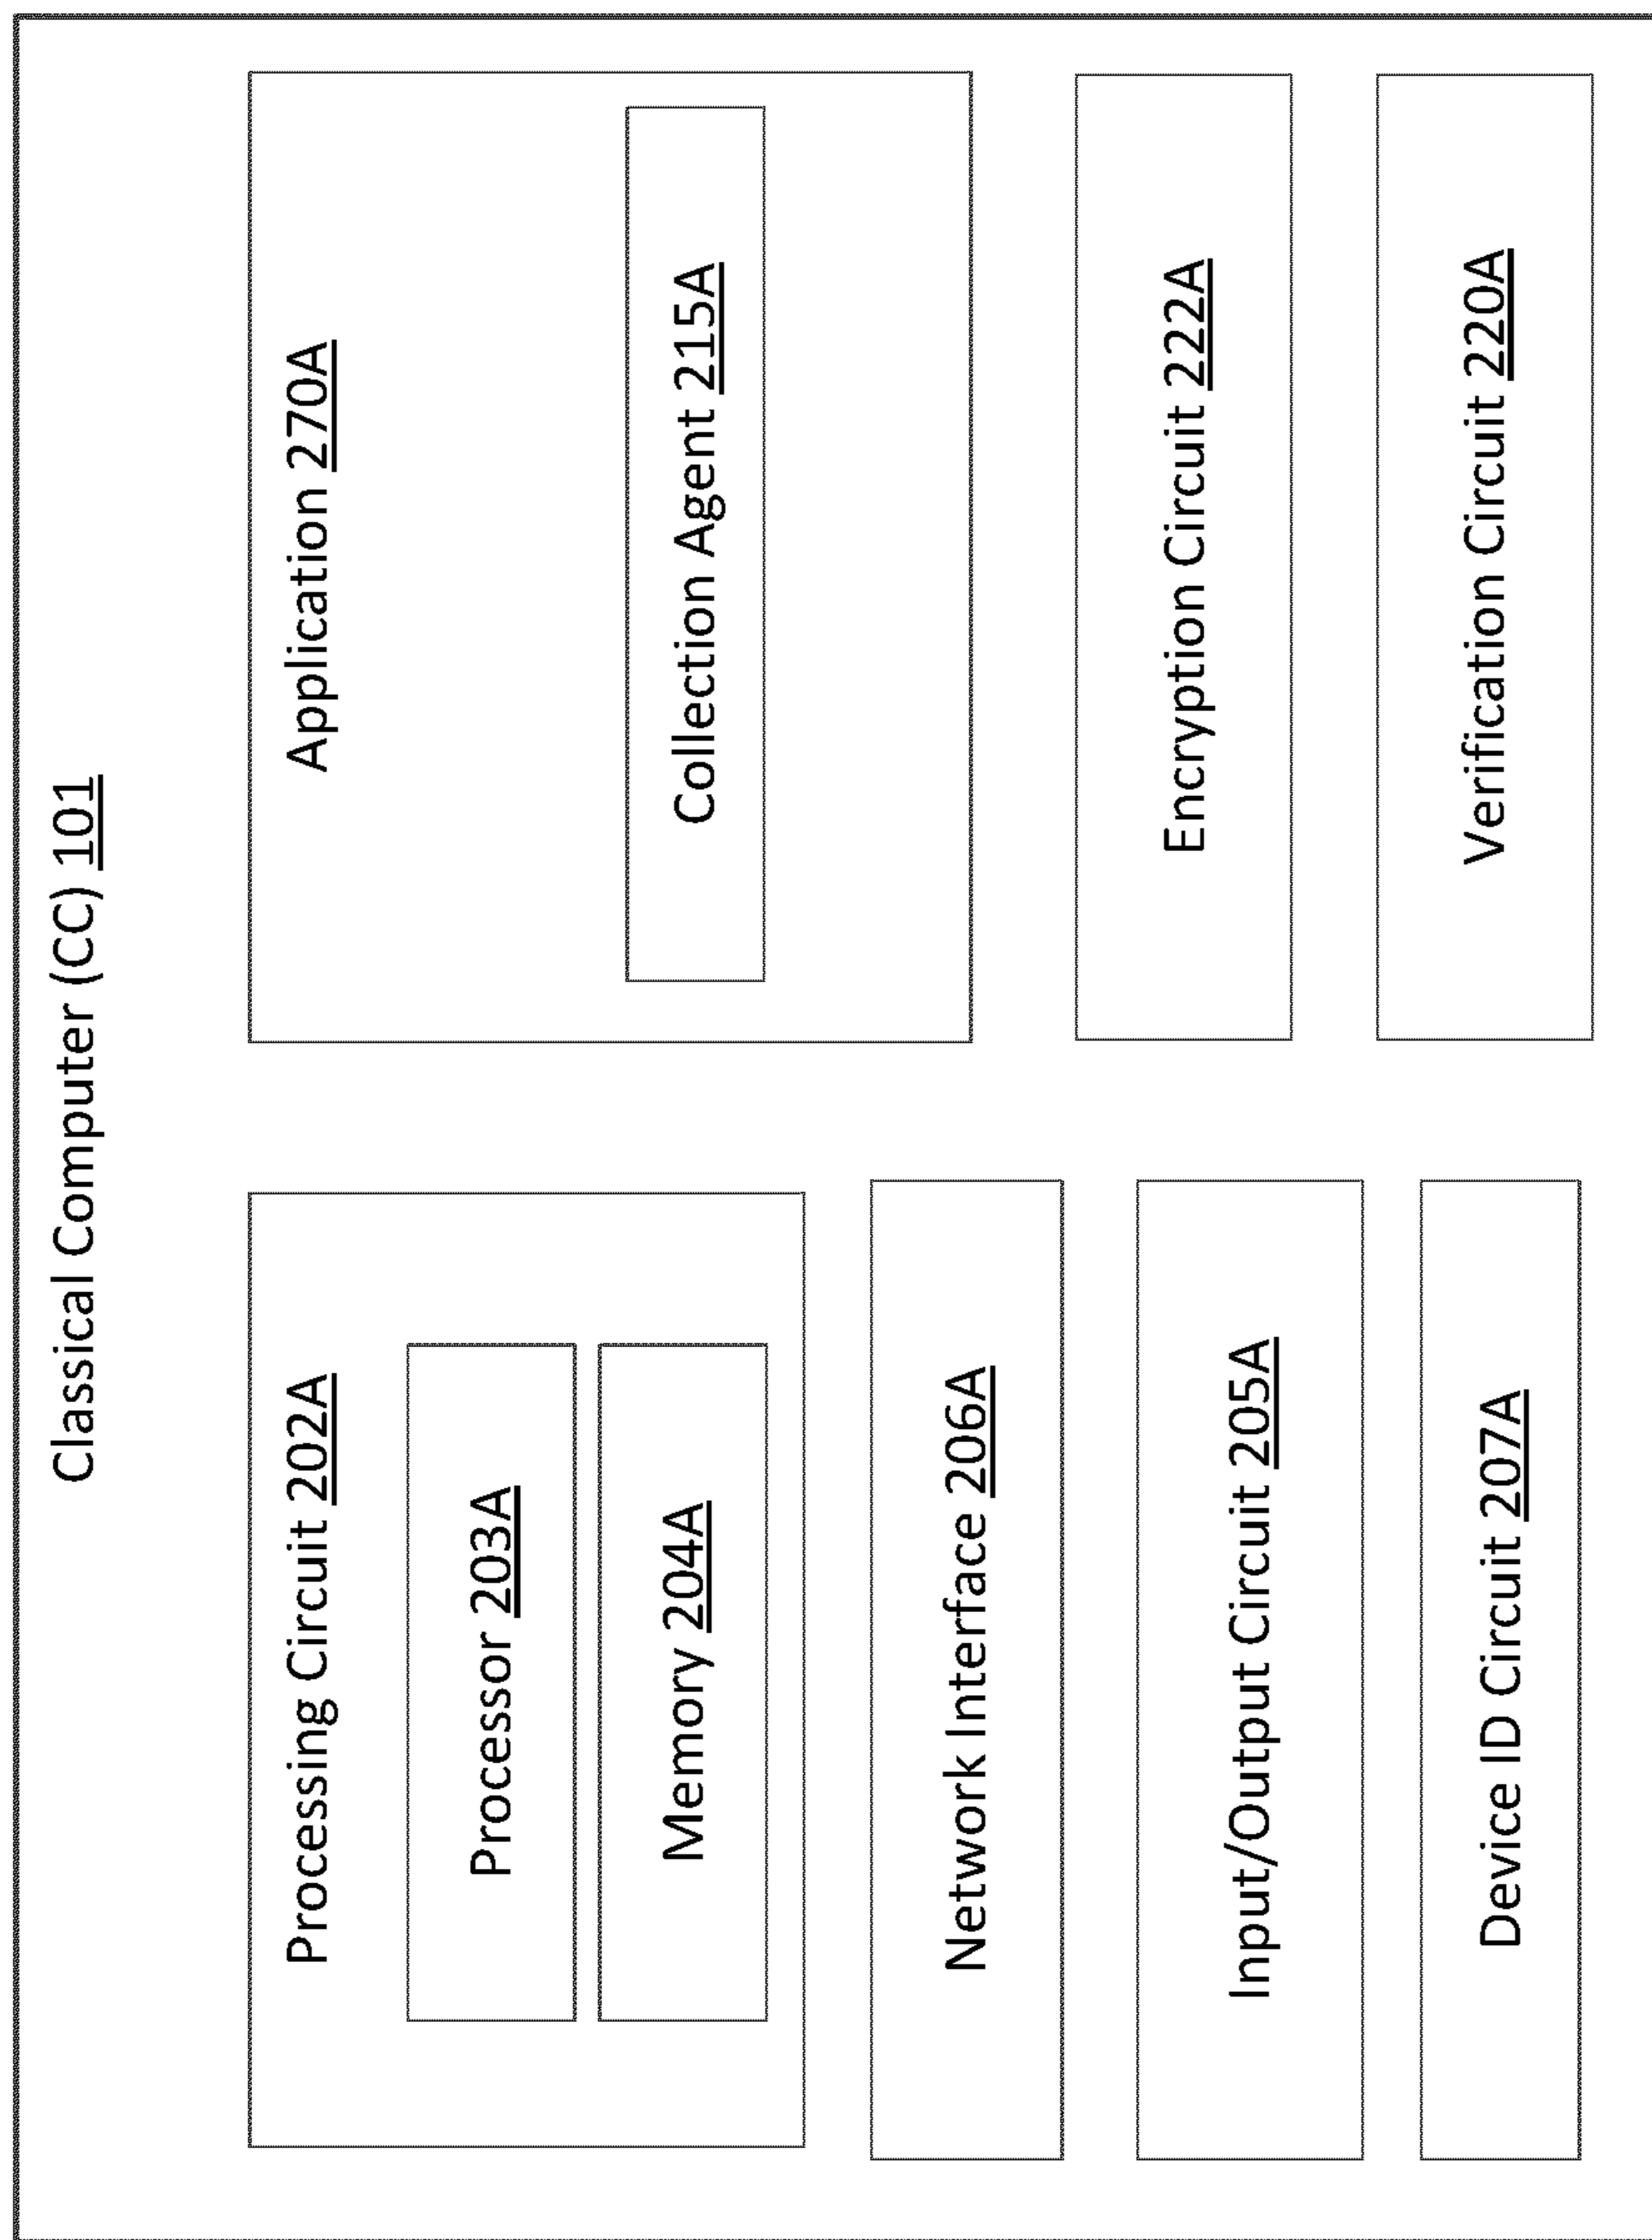 Classical Computer (CC) 101
Processing Circuit 202A
Processor 203A
Memory 204A
Network Interface 206A
Input/Output Circuit 205A
Device ID Circuit 207A
Application 270A
Collection Agent 215A
Encryption Circuit 222A
Verification Circuit 220A